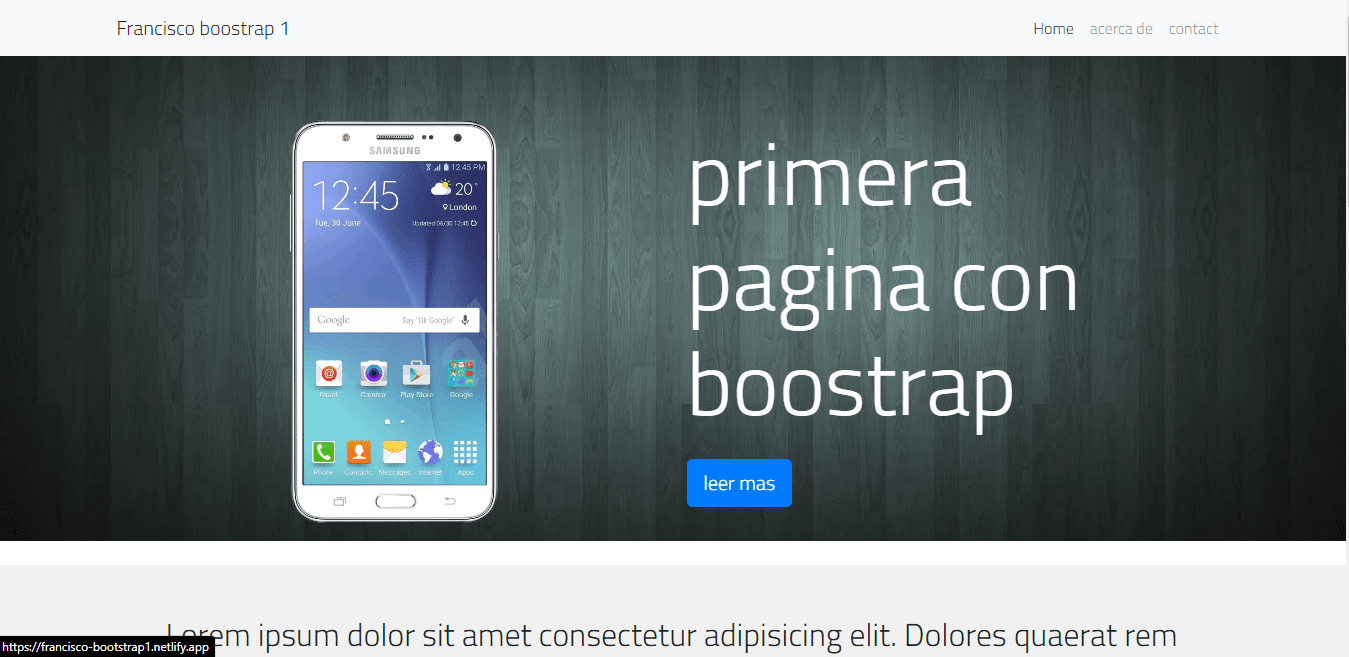 Francisco boostrap 1
Home acerca de contact
SAMSUNG
12:45 PM
12:45
20°
London
Tue, 30 June
Updated 06/30 12:45
Google Say "Ok Google"
Email Camera Play Store Google
Phone Contacts Messages Internet Apps
primera
pagina con
boostrap
leer mas
Lorem ipsum dolor sit amet consectetur adipisicing elit. Dolores quaerat rem
https://francisco-bootstrap1.netlify.app